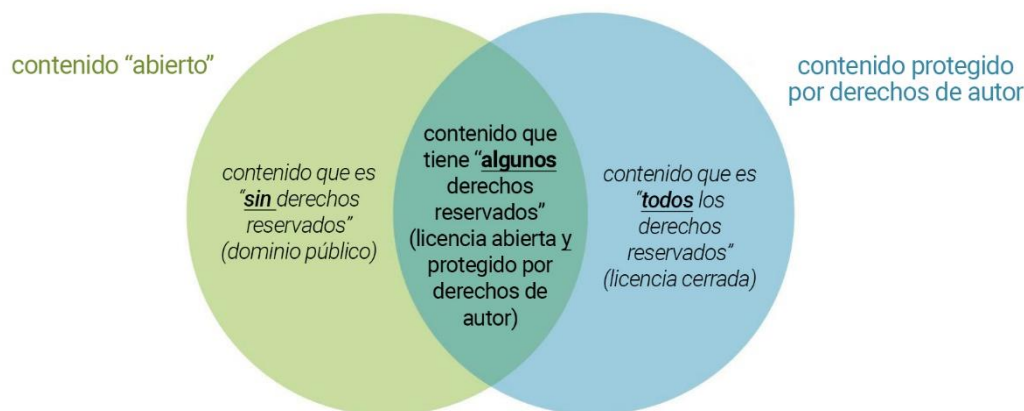 contenido “abierto”
contenido protegido
por derechos de autor
contenido que es
“sin derechos
reservados”
(dominio público)
contenido que
tiene “algunos
derechos
reservados”
(licencia abierta y
protegido por
derechos de
autor)
contenido que es
“todos los
derechos
reservados”
(licencia cerrada)